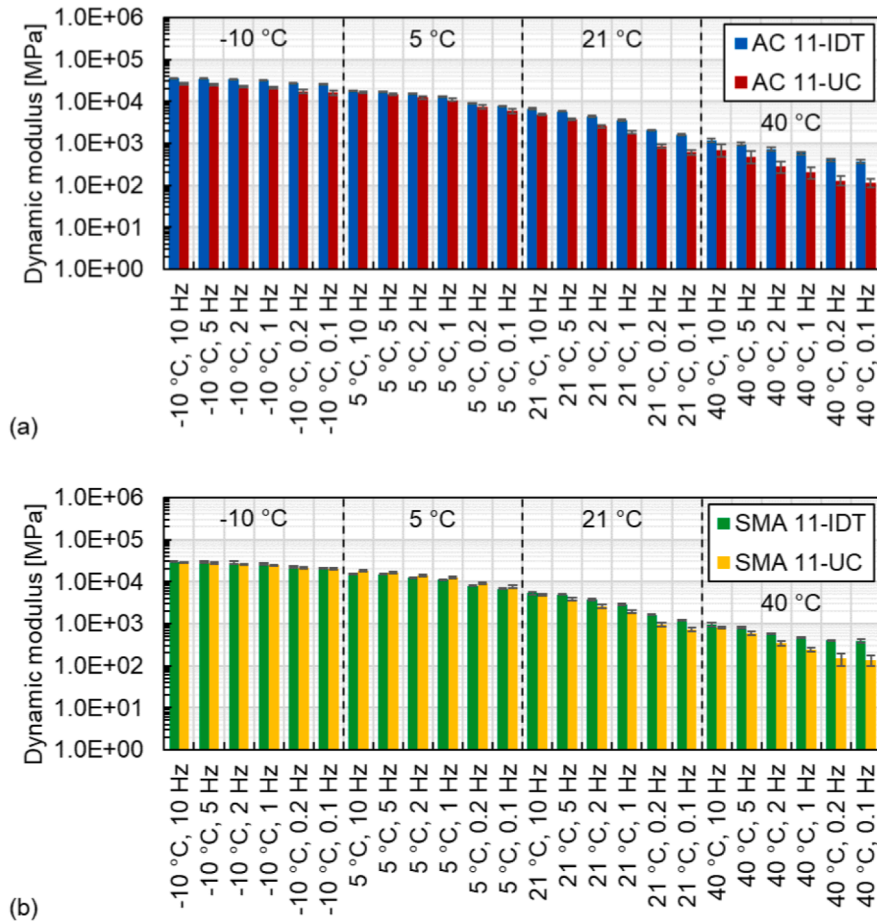 1.0E+06
1.0E+05
1.0E+04
1.0E+03
1.0E+02
1.0E+01
1.0E+00
Dynamic modulus [MPa]
-10 °C
5 °C
21 °C
40 °C
AC 11-IDT
AC 11-UC
-10 °C, 10 Hz
-10 °C, 5 Hz
-10 °C, 2 Hz
-10 °C, 1 Hz
-10 °C, 0.2 Hz
-10 °C, 0.1 Hz
5 °C, 10 Hz
5 °C, 5 Hz
5 °C, 2 Hz
5 °C, 1 Hz
5 °C, 0.2 Hz
5 °C, 0.1 Hz
21 °C, 10 Hz
21 °C, 5 Hz
21 °C, 2 Hz
21 °C, 1 Hz
21 °C, 0.2 Hz
21 °C, 0.1 Hz
40 °C, 10 Hz
40 °C, 5 Hz
40 °C, 2 Hz
40 °C, 1 Hz
40 °C, 0.2 Hz
40 °C, 0.1 Hz
(a)
1.0E+06
1.0E+05
1.0E+04
1.0E+03
1.0E+02
1.0E+01
1.0E+00
Dynamic modulus [MPa]
-10 °C
5 °C
21 °C
40 °C
SMA 11-IDT
SMA 11-UC
-10 °C, 10 Hz
-10 °C, 5 Hz
-10 °C, 2 Hz
-10 °C, 1 Hz
-10 °C, 0.2 Hz
-10 °C, 0.1 Hz
5 °C, 10 Hz
5 °C, 5 Hz
5 °C, 2 Hz
5 °C, 1 Hz
5 °C, 0.2 Hz
5 °C, 0.1 Hz
21 °C, 10 Hz
21 °C, 5 Hz
21 °C, 2 Hz
21 °C, 1 Hz
21 °C, 0.2 Hz
21 °C, 0.1 Hz
40 °C, 10 Hz
40 °C, 5 Hz
40 °C, 2 Hz
40 °C, 1 Hz
40 °C, 0.2 Hz
40 °C, 0.1 Hz
(b)